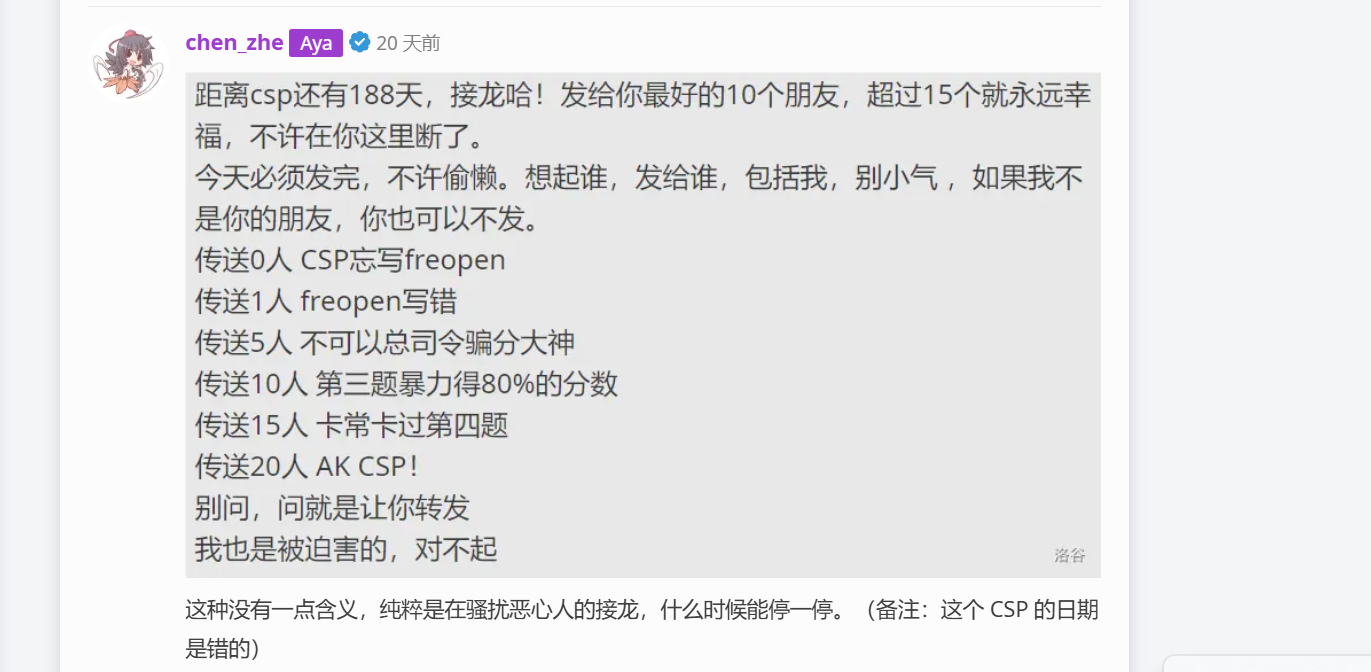 chen_zhe Aya 20 天前
距离csp还有188天，接龙哈！发给你最好的10个朋友，超过15个就永远幸
福，不许在你这里断了。
今天必须发完，不许偷懒。想起谁，发给谁，包括我，别小气 ，如果我不
是你的朋友，你也可以不发。
传送0人 CSP忘写freopen
传送1人 freopen写错
传送5人 不可以总司令骗分大神
传送10人 第三题暴力得80%的分数
传送15人 卡常卡过第四题
传送20人 AK CSP！
别问，问就是让你转发
我也是被迫害的，对不起
洛谷
这种没有一点含义，纯粹是在骚扰恶心人的接龙，什么时候能停一停。（备注：这个 CSP 的日期
是错的）